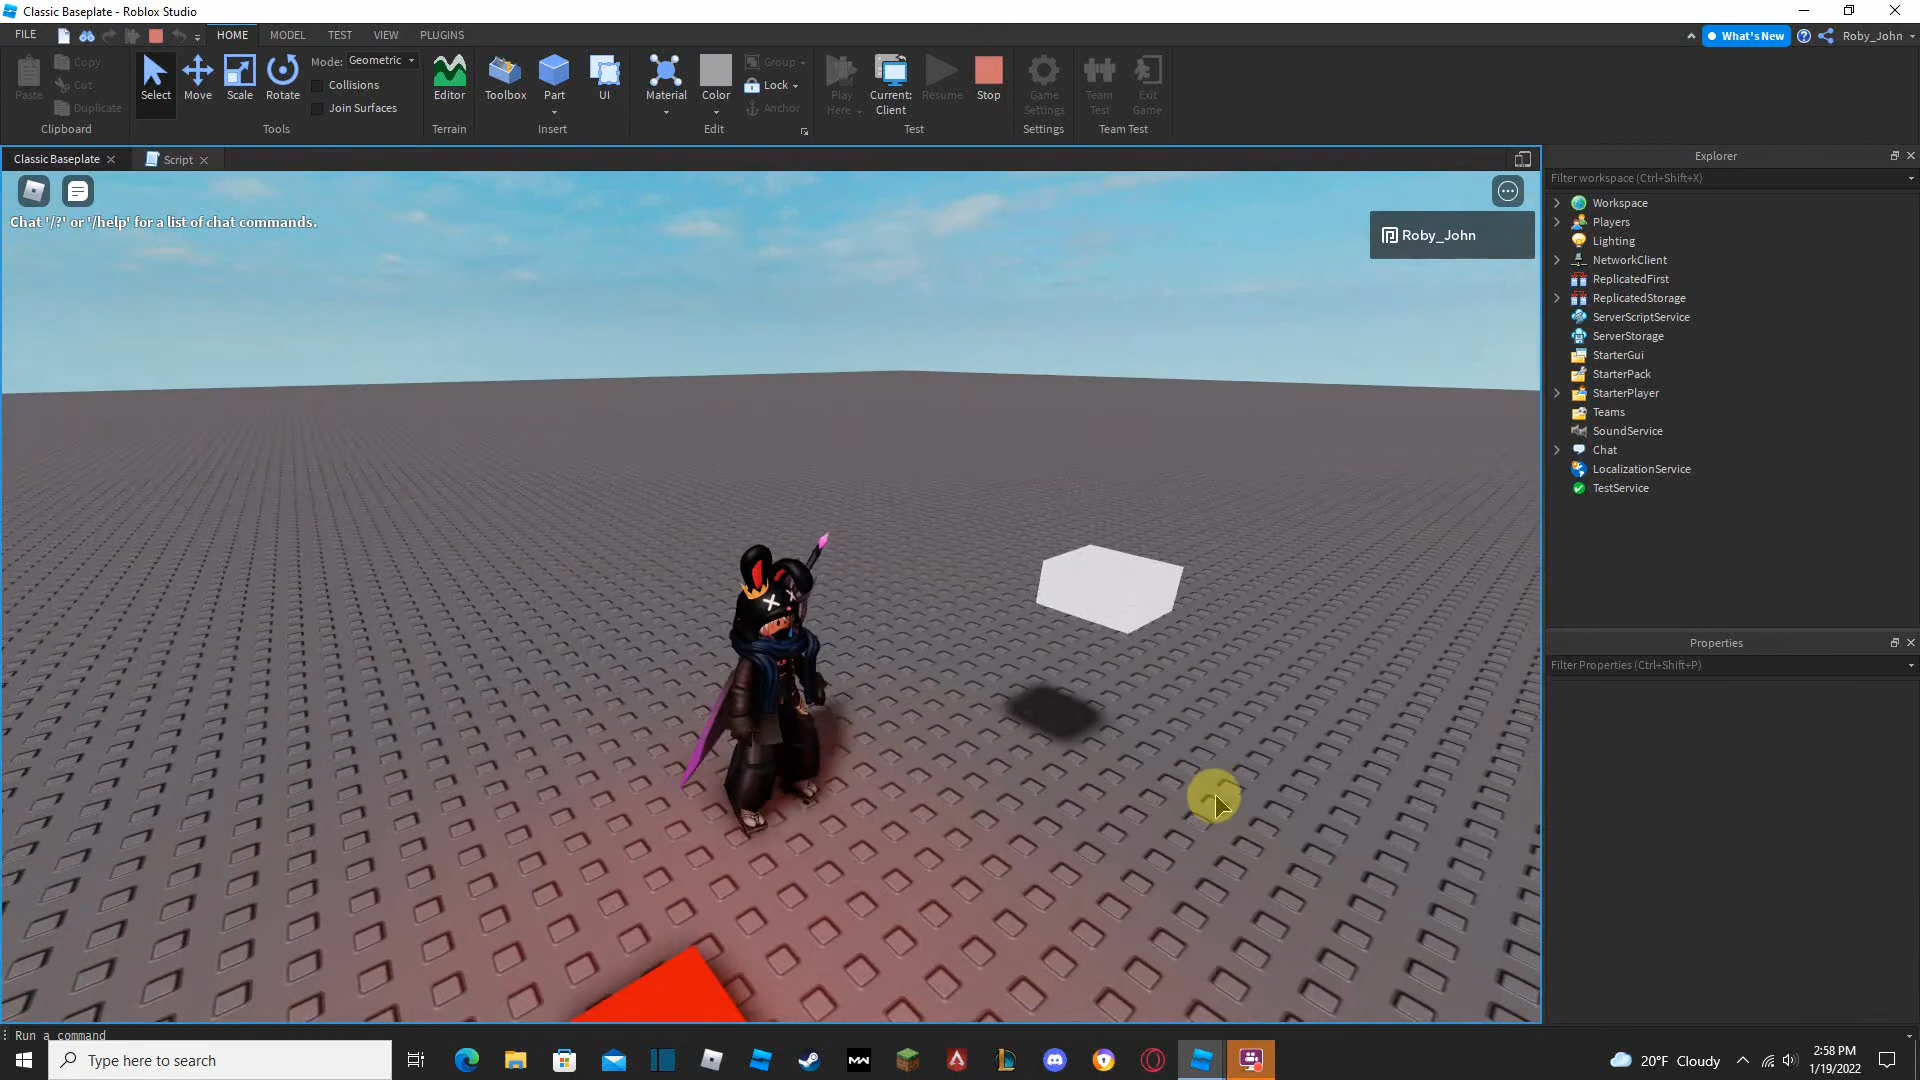 Classic Baseplate - Roblox Studio
FILE HOME MODEL TEST VIEW PLUGINS What's New Roby_John
Paste Copy Cut Duplicate Clipboard
Select Move Scale Rotate Mode: Geometric Collisions Join Surfaces Tools
Editor Terrain
Toolbox Part UI Insert
Material Color Group Lock Anchor Edit
Play Here Current: Client Resume Stop Test
Game Settings Settings
Team Test Exit Game Team Test
Classic Baseplate Script
Chat '/?' or '/help' for a list of chat commands.
Roby_John
Explorer
Filter workspace (Ctrl+Shift+X)
Workspace
Players
Lighting
NetworkClient
ReplicatedFirst
ReplicatedStorage
ServerScriptService
ServerStorage
StarterGui
StarterPack
StarterPlayer
Teams
SoundService
Chat
LocalizationService
TestService
Properties
Filter Properties (Ctrl+Shift+P)
Run a command
Type here to search
MW
20°F Cloudy
2:58 PM
1/19/2022